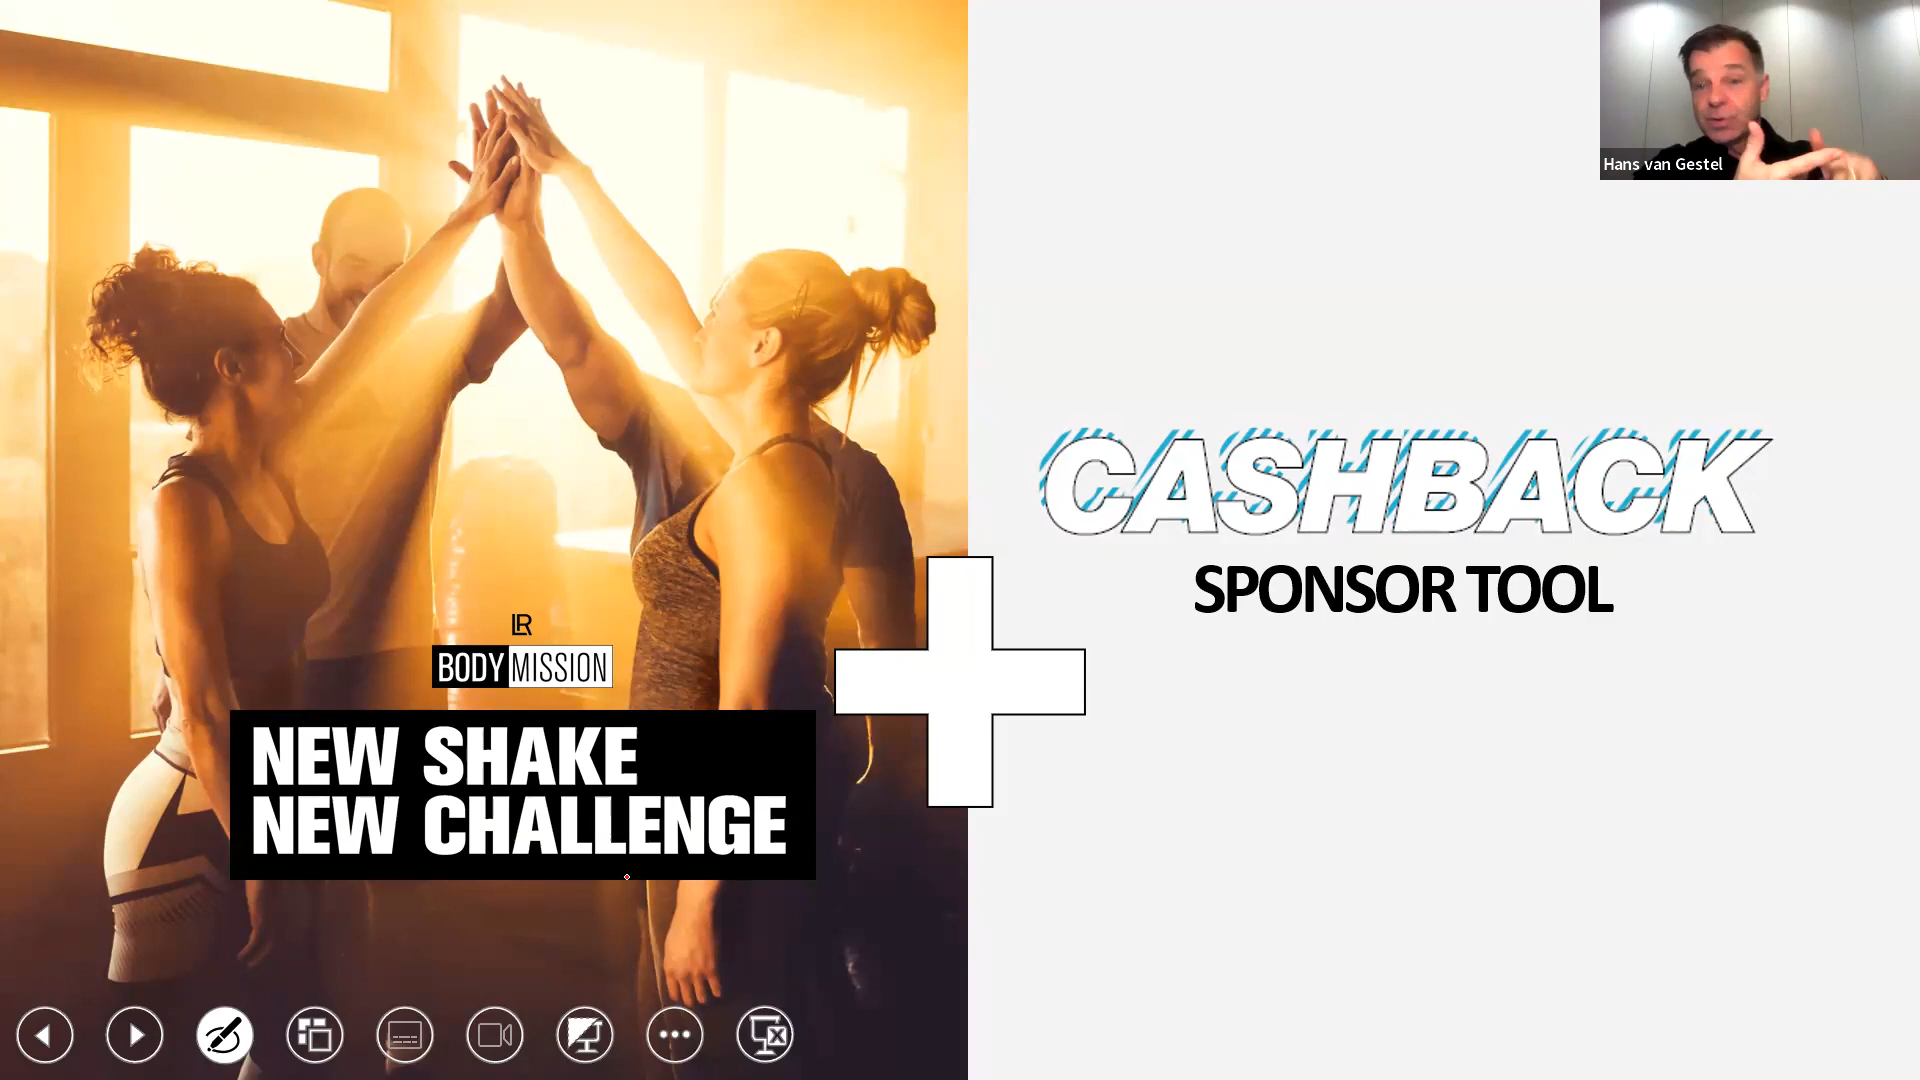 Hans van Gestel
CASHBACK
SPONSOR TOOL
LR
BODY MISSION
NEW SHAKE
NEW CHALLENGE